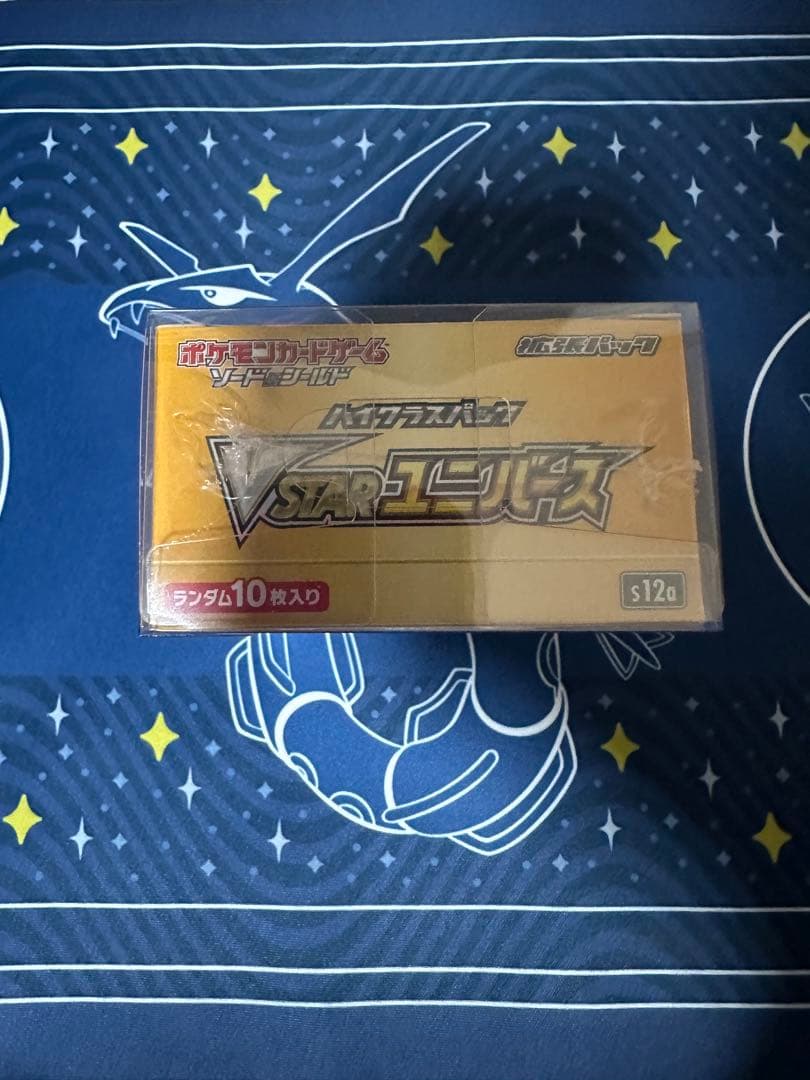 ポケモンカードゲーム
ソード&シールド
拡張パック
ハイクラスパック
VSTARユニバース
ランダム10枚入り
s12a